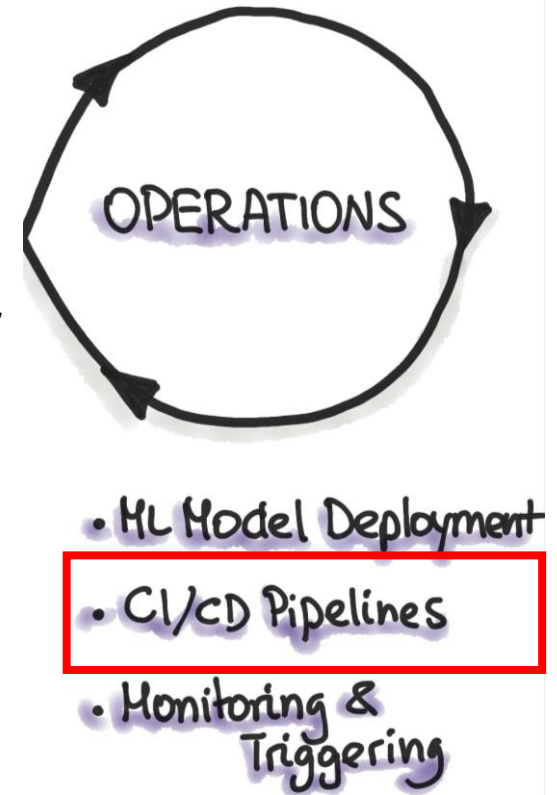 OPERATIONS
• ML Model Deployment
• CI/CD Pipelines
• Monitoring &
Triggering